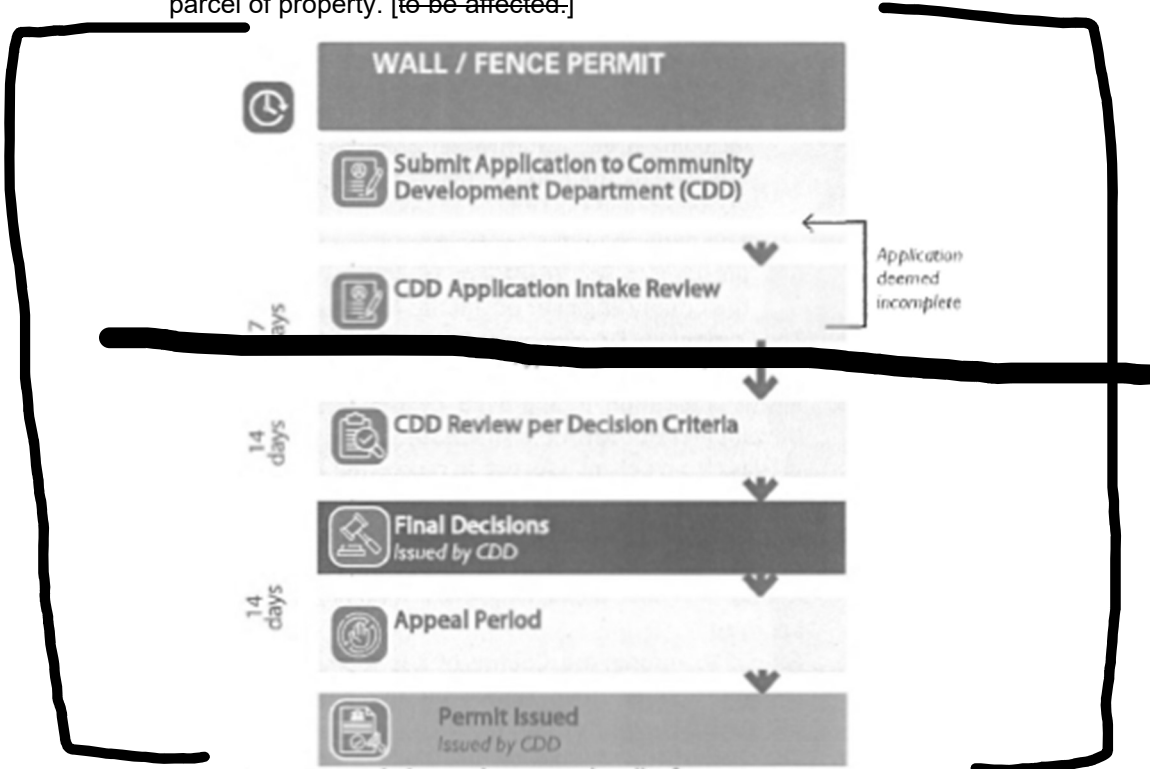 parcel of property. [to be affected.]
WALL / FENCE PERMIT
Submit Application to Community
Development Department (CDD)
Application
deemed
incomplete
CDD Application Intake Review
7
days
CDD Review per Decision Criteria
14
days
Final Decisions
Issued by CDD
14
days
Appeal Period
Permit Issued
Issued by CDD